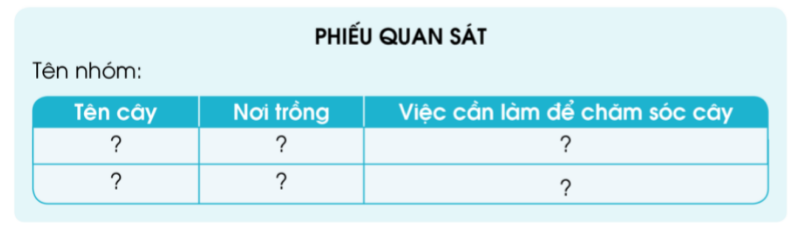 PHIẾU QUAN SÁT
Tên nhóm:
Tên cây Nơi trồng Việc cần làm để chăm sóc cây
? ? ?
? ? ?